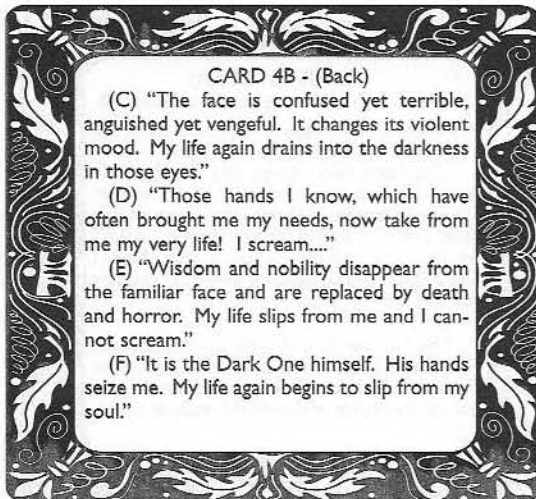 CARD 4B - (Back)
(C) “The face is confused yet terrible,
anguished yet vengeful. It changes its violent
mood. My life again drains into the darkness
in those eyes.”
(D) “Those hands I know, which have
often brought me my needs, now take from
me my very life! I scream....”
(E) “Wisdom and nobility disappear from
the familiar face and are replaced by death
and horror. My life slips from me and I can-
not scream.”
(F) “It is the Dark One himself. His hands
seize me. My life again begins to slip from my
soul.”